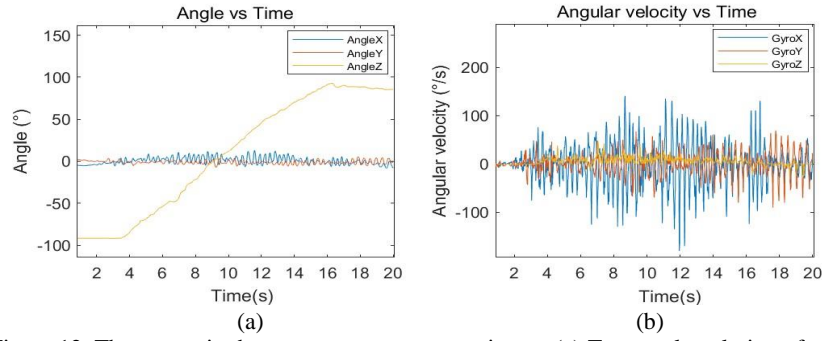 Angle vs Time
150
100
50
0
-50
-100
Angle (°)
AngleX
AngleY
AngleZ
2 4 6 8 10 12 14 16 18 20
Time(s)
(a)
Angular velocity vs Time
200
100
0
-100
Angular velocity (°/s)
GyroX
GyroY
GyroZ
2 4 6 8 10 12 14 16 18 20
Time(s)
(b)